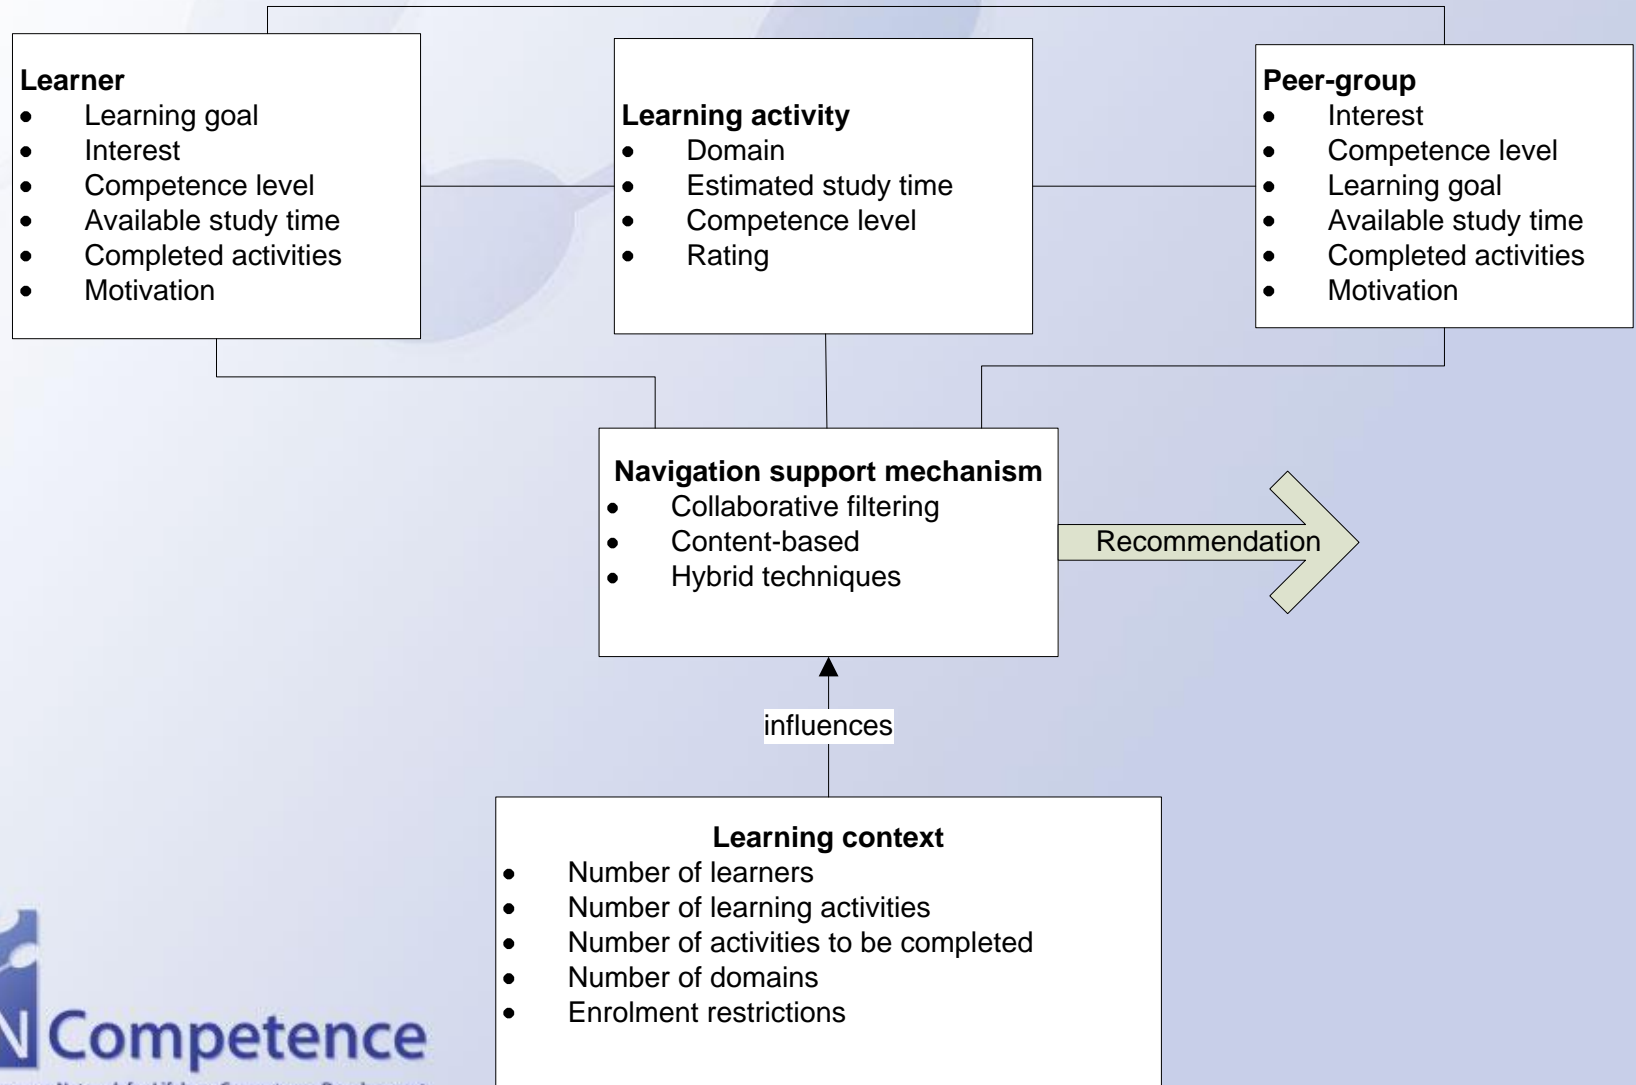 Learner
• Learning goal
• Interest
• Competence level
• Available study time
• Completed activities
• Motivation
Learning activity
• Domain
• Estimated study time
• Competence level
• Rating
Peer-group
• Interest
• Competence level
• Learning goal
• Available study time
• Completed activities
• Motivation
Navigation support mechanism
• Collaborative filtering
• Content-based
• Hybrid techniques
Recommendation
influences
Learning context
• Number of learners
• Number of learning activities
• Number of activities to be completed
• Number of domains
• Enrolment restrictions
N Competence